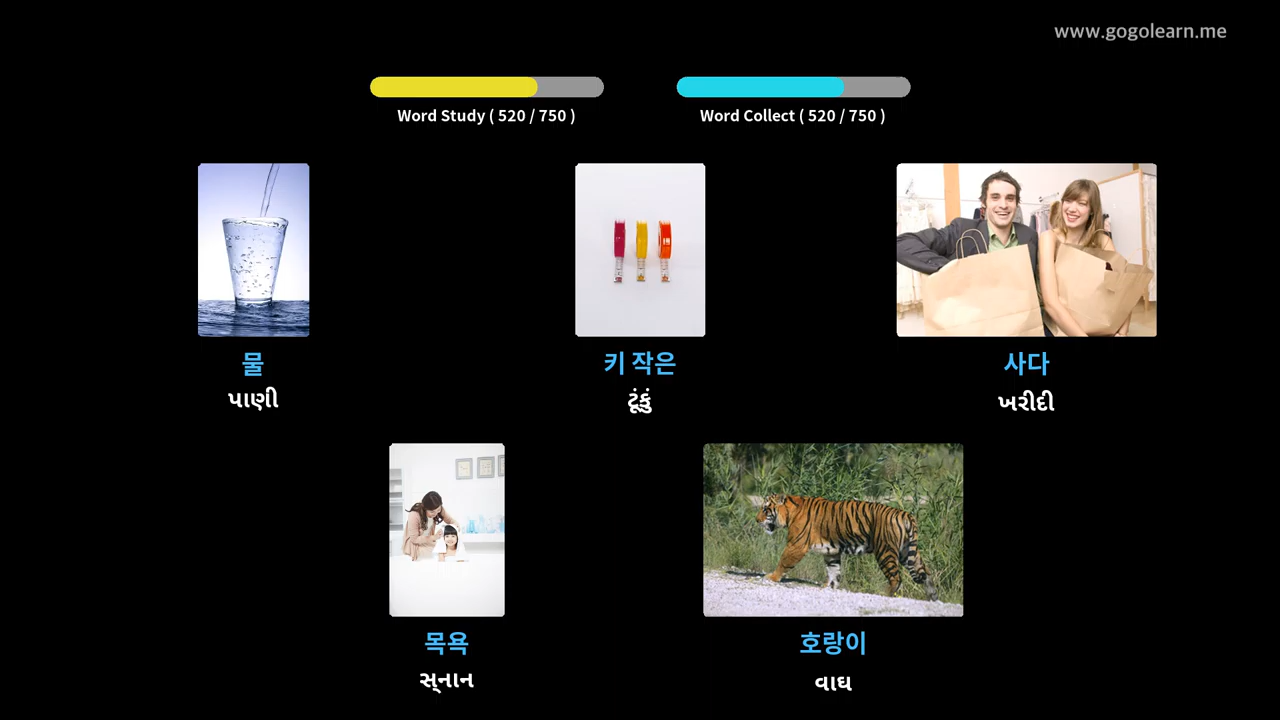 www.gogolearn.me
Word Study ( 520 / 750 )
Word Collect ( 520 / 750 )
물
પાણી
키 작은
ટૂંકું
사다
ખરીદી
목욕
સ્નાન
호랑이
વાઘ